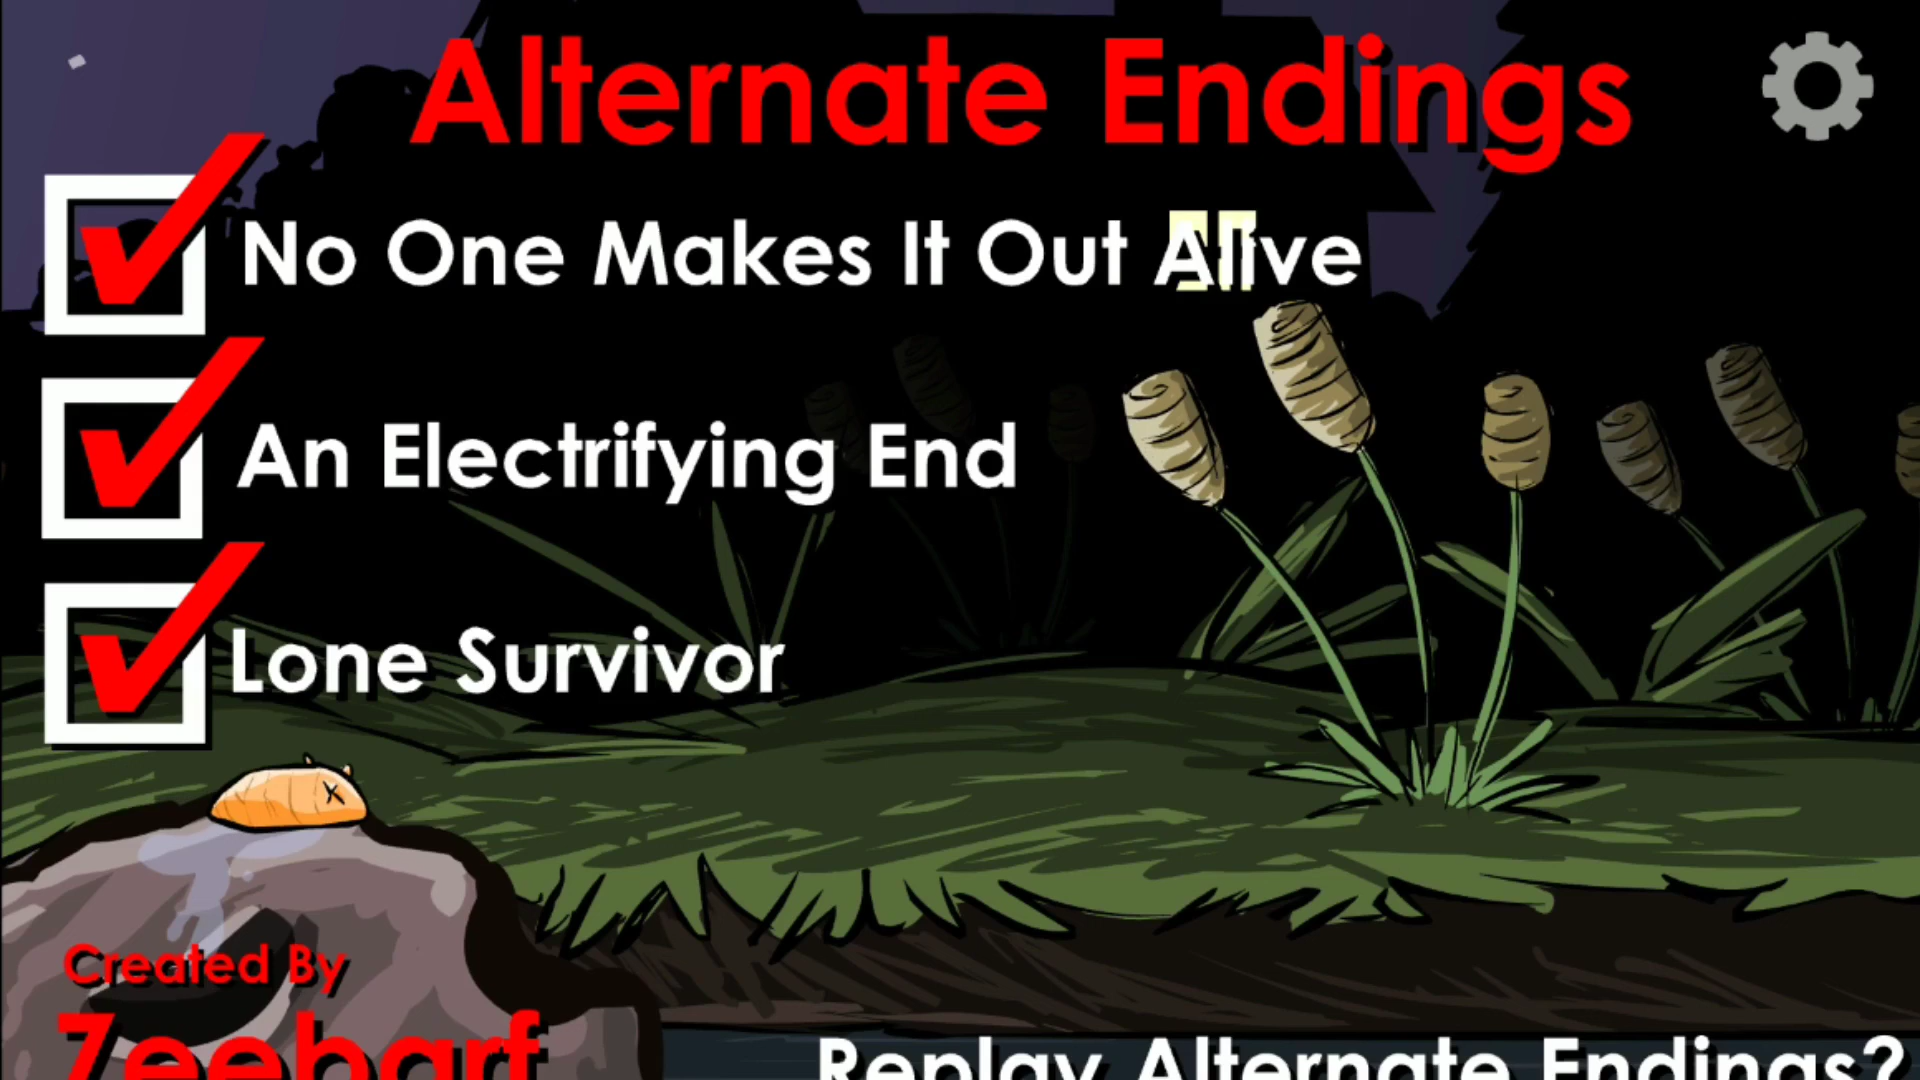 Alternate Endings
No One Makes It Out Alive
An Electrifying End
Lone Survivor
Created By
Zeebarf
Replay Alternate Endings?